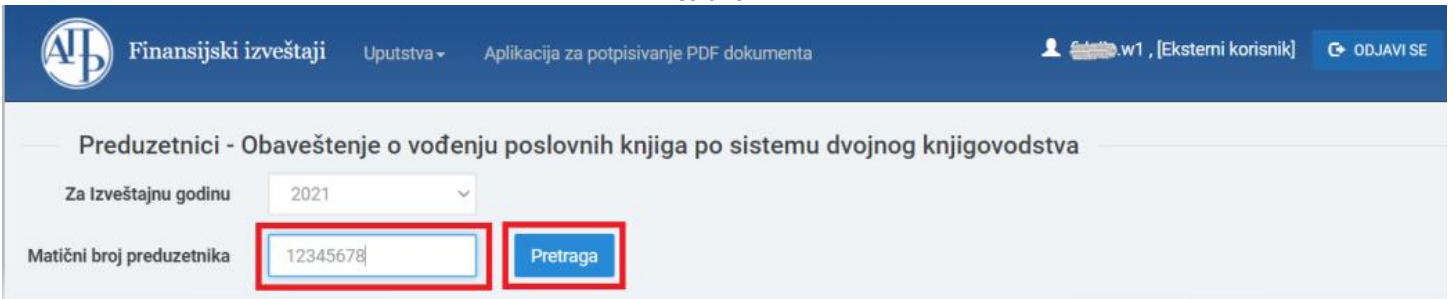 АПР Finansijski izveštaji Uputstva Aplikacija za potpisivanje PDF dokumenta .w1 , [Eksterni korisnik] ODJAVI SE
Preduzetnici - Obaveštenje o vođenju poslovnih knjiga po sistemu dvojnog knjigovodstva
Za Izveštajnu godinu 2021
Matični broj preduzetnika 12345678 Pretraga